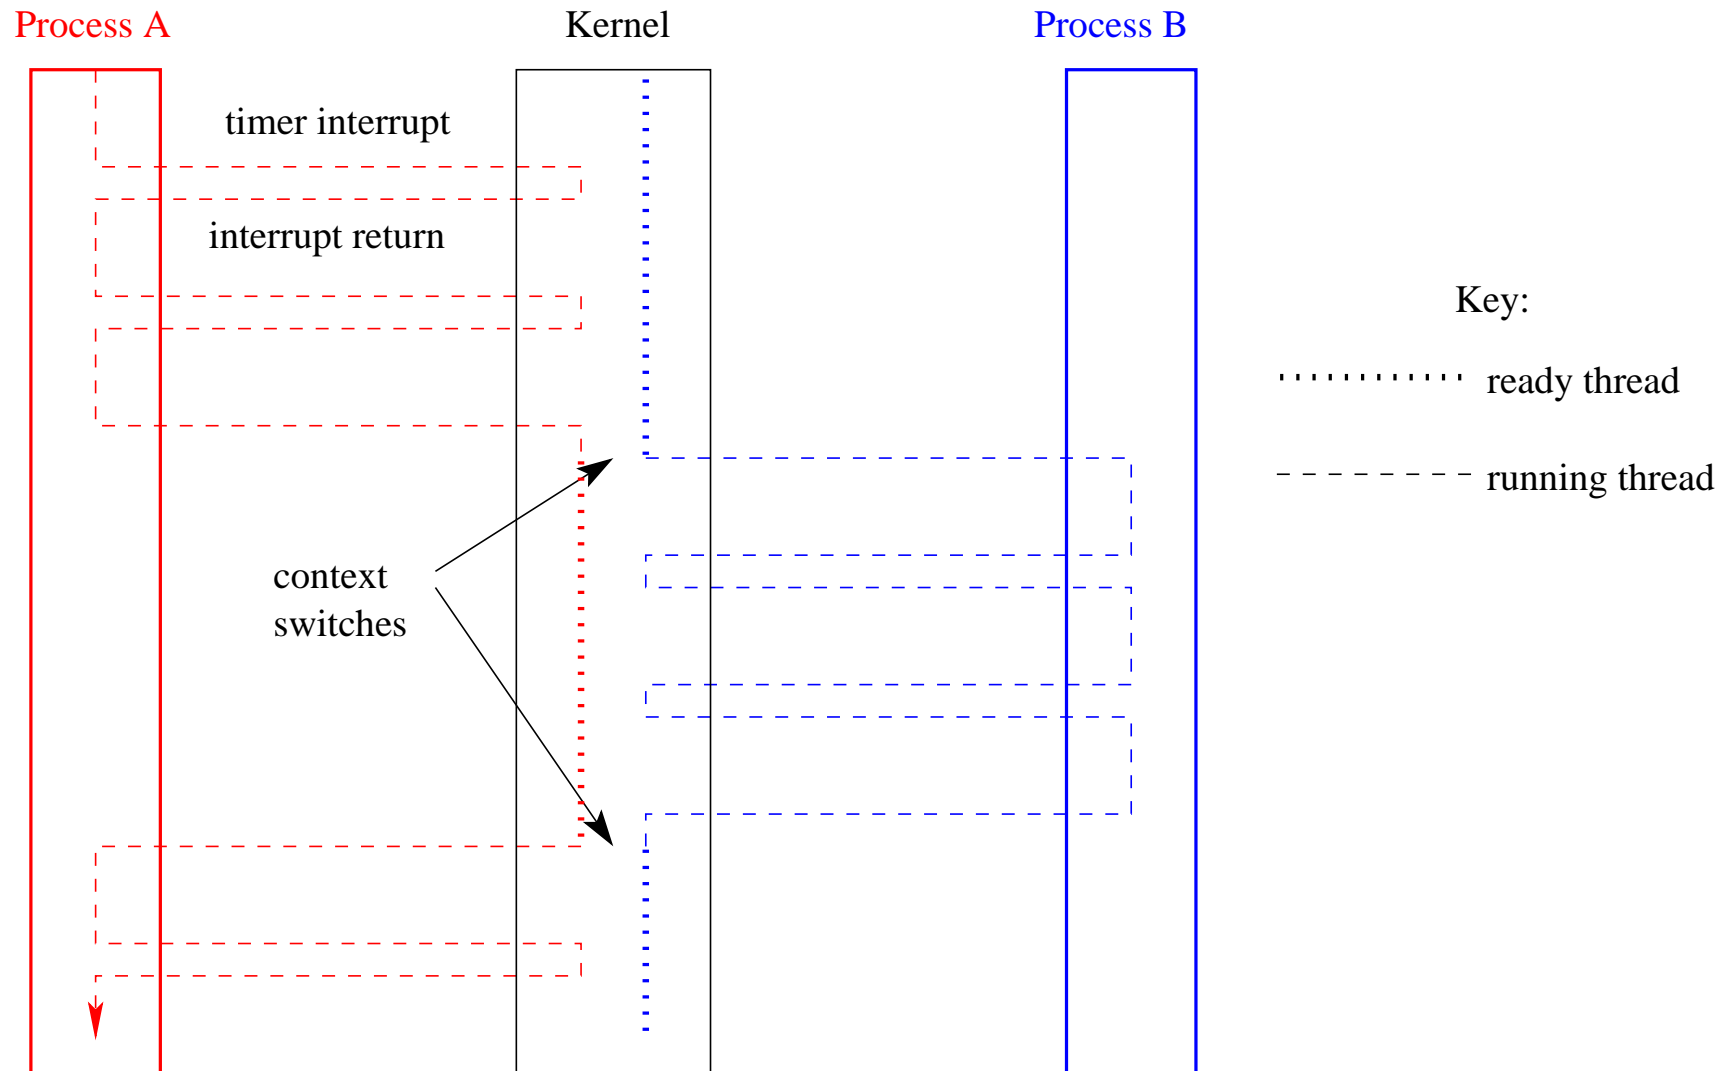 Process A
Kernel
Process B
timer interrupt
interrupt return
Key:
ready thread
running thread
context
switches